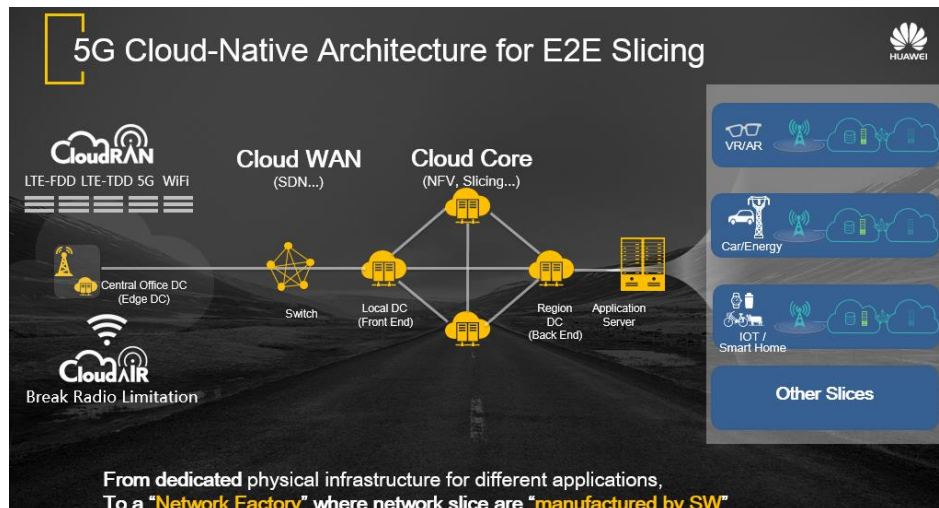 5G Cloud-Native Architecture for E2E Slicing
HUAWEI
CloudRAN
LTE-FDD LTE-TDD 5G WiFi
Central Office DC
(Edge DC)
CloudAIR
Break Radio Limitation
Cloud WAN
(SDN...)
Switch
Cloud Core
(NFV, Slicing...)
Local DC
(Front End)
Region
DC
(Back End)
Application
Server
VR/AR
Car/Energy
IOT /
Smart Home
Other Slices
From dedicated physical infrastructure for different applications,
To a “Network Factory” where network slice are “manufactured by SW”